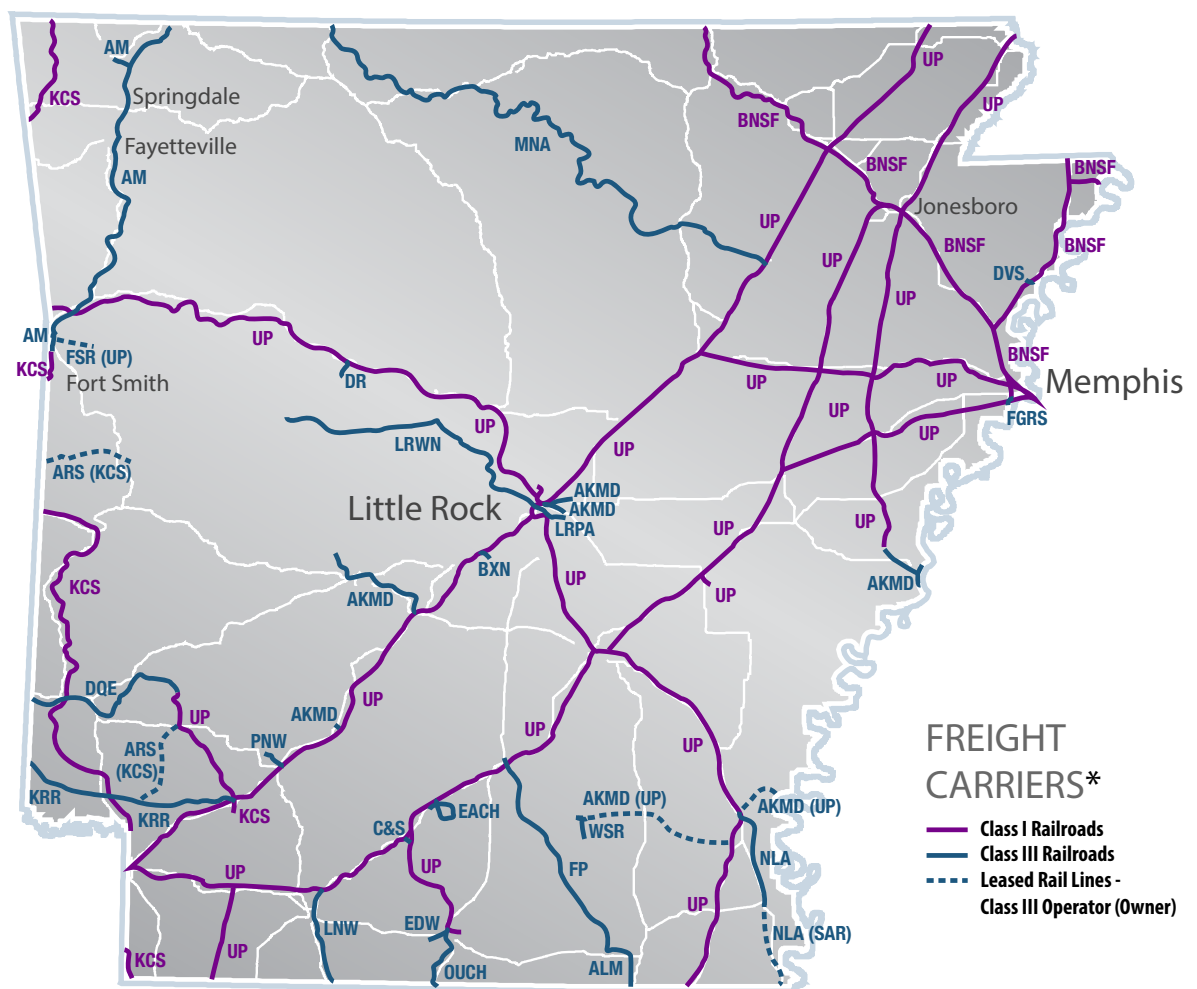 AM
KCS
Springdale
UP
UP
BNSF
MNA
Fayetteville
BNSF
BNSF
AM
Jonesboro
UP
BNSF
BNSF
UP
DVS
UP
AM
UP
FSR (UP)
KCS
Fort Smith
DR
BNSF
UP
UP
Memphis
UP
FGRS
UP
UP
LRWN
UP
ARS (KCS)
AKMD
Little Rock
AKMD
LRPA
UP
UP
BXN
UP
KCS
AKMD
UP
AKMD
DQE
UP
AKMD
UP
PNW
UP
UP
ARS
(KCS)
KRR
KRR
KCS
EACH
C&S
AKMD (UP)
WSR
AKMD (UP)
NLA
UP
UP
FP
UP
LNW
EDW
NLA (SAR)
KCS
UP
OUCH
ALM
FREIGHT
CARRIERS*
Class I Railroads
Class III Railroads
Leased Rail Lines -
Class III Operator (Owner)